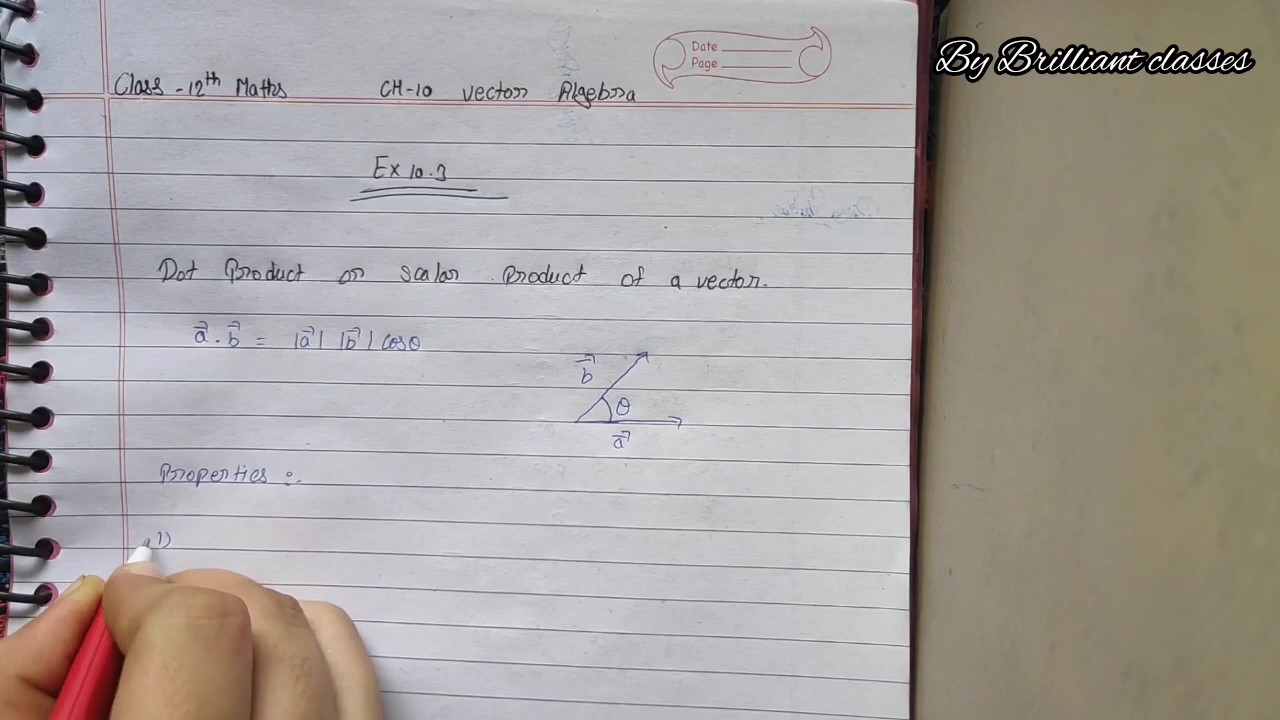 By Brilliant classes
Date
Page
Class - 12th Maths CH-10 vector Algebra
Ex 10.3
Dot Product or scalar product of a vector.
a⃗ . b⃗ = |a⃗| |b⃗| cosθ
b⃗
θ
a⃗
Properties :.
1)